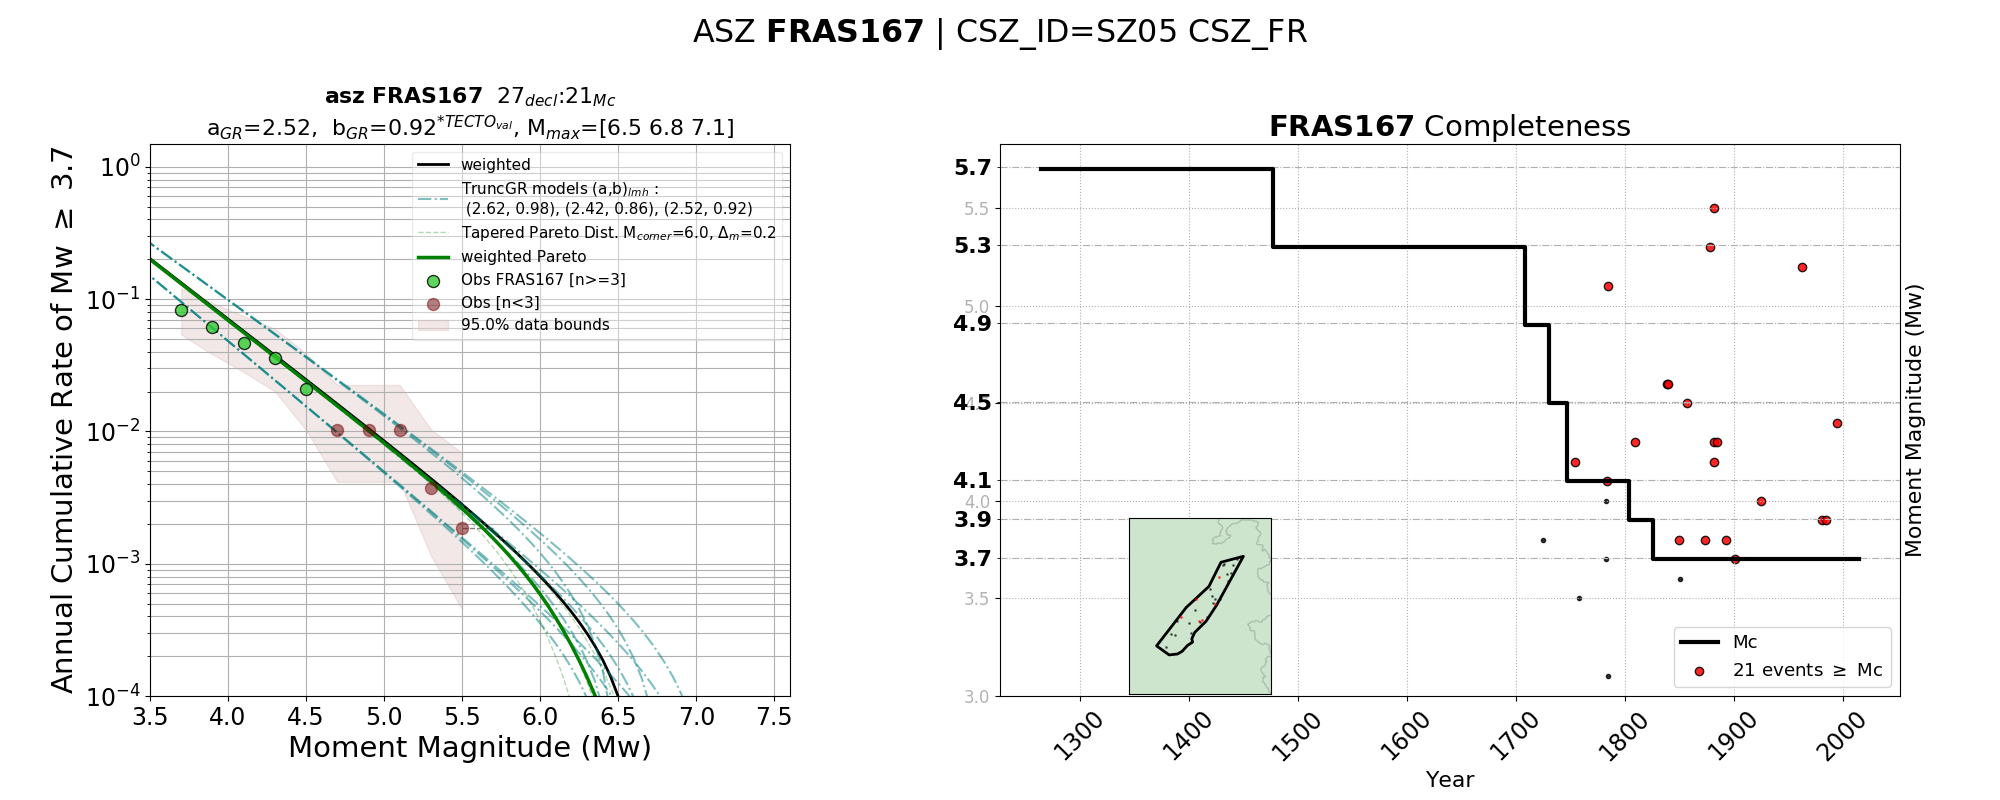 ASZ FRAS167 | CSZ_ID=SZ05 CSZ_FR
asz FRAS167 27decl:21Mc
aGR=2.52, bGR=0.92*TECTOval, Mmax=[6.5 6.8 7.1]
Annual Cumulative Rate of Mw ≥ 3.7
10^0
10^−1
10^−2
10^−3
10^−4
weighted
TruncGR models (a,b)lmh :
(2.62, 0.98), (2.42, 0.86), (2.52, 0.92)
Tapered Pareto Dist. Mcorner=6.0, Δm=0.2
weighted Pareto
Obs FRAS167 [n>=3]
Obs [n<3]
95.0% data bounds
3.5 4.0 4.5 5.0 5.5 6.0 6.5 7.0 7.5
Moment Magnitude (Mw)
FRAS167 Completeness
5.7
5.5
5.3
5.0
4.9
4.5
4.5
4.1
4.0
3.9
3.7
3.5
3.0
Moment Magnitude (Mw)
Mc
21 events ≥ Mc
1300 1400 1500 1600 1700 1800 1900 2000
Year